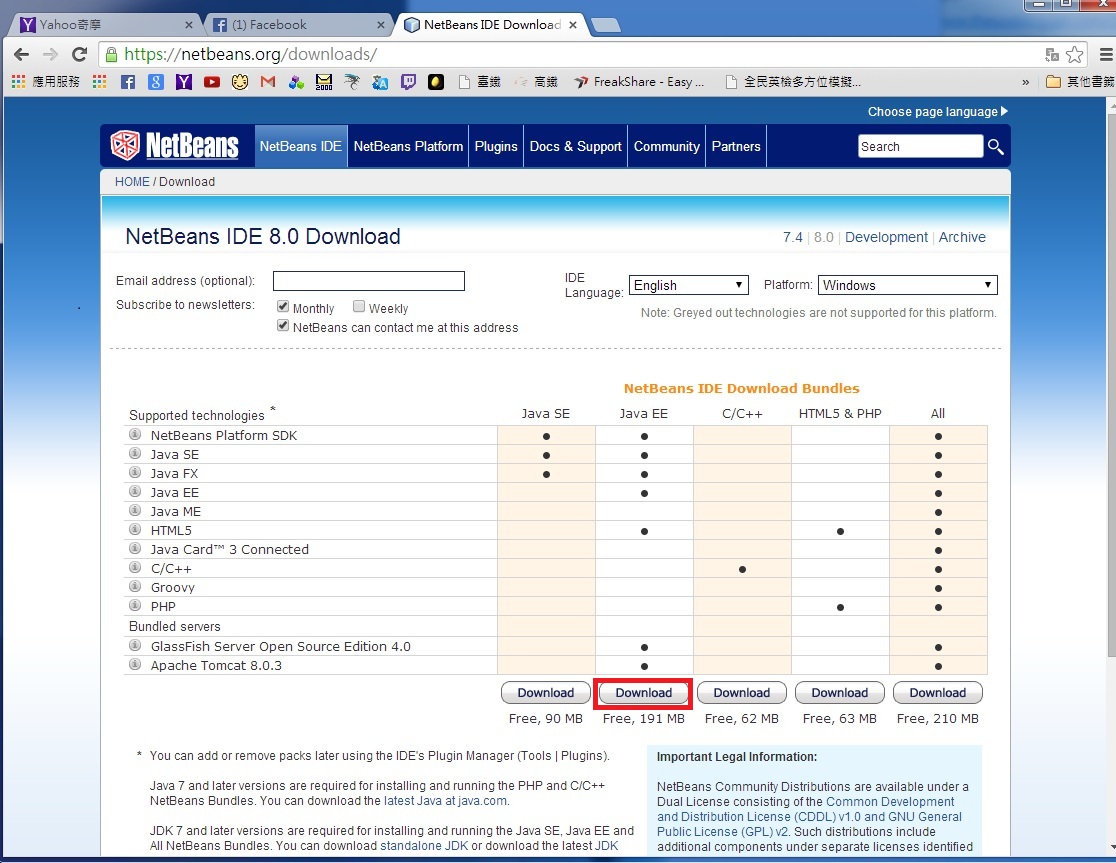 Yahoo奇摩
(1) Facebook
NetBeans IDE Download
https://netbeans.org/downloads/
應用服務
臺鐵
高鐵
FreakShare - Easy ...
全民英檢多方位模擬...
»
其他書籤
Choose page language
NetBeans
NetBeans IDE
NetBeans Platform
Plugins
Docs & Support
Community
Partners
Search
HOME / Download
NetBeans IDE 8.0 Download
7.4 | 8.0 | Development | Archive
Email address (optional):
IDE
Language:
English
Platform:
Windows
Subscribe to newsletters:
Monthly
Weekly
NetBeans can contact me at this address
Note: Greyed out technologies are not supported for this platform.
NetBeans IDE Download Bundles
Supported technologies * Java SE Java EE C/C++ HTML5 & PHP All
NetBeans Platform SDK • • •
Java SE • • •
Java FX • • •
Java EE • •
Java ME •
HTML5 • • •
Java Card™ 3 Connected •
C/C++ • •
Groovy •
PHP • •
Bundled servers
GlassFish Server Open Source Edition 4.0 • •
Apache Tomcat 8.0.3 • •
Download Download Download Download Download
Free, 90 MB Free, 191 MB Free, 62 MB Free, 63 MB Free, 210 MB
* You can add or remove packs later using the IDE's Plugin Manager (Tools | Plugins).
Java 7 and later versions are required for installing and running the PHP and C/C++
NetBeans Bundles. You can download the latest Java at java.com.
JDK 7 and later versions are required for installing and running the Java SE, Java EE and
All NetBeans Bundles. You can download standalone JDK or download the latest JDK
Important Legal Information:
NetBeans Community Distributions are available under a
Dual License consisting of the Common Development
and Distribution License (CDDL) v1.0 and GNU General
Public License (GPL) v2. Such distributions include
additional components under separate licenses identified